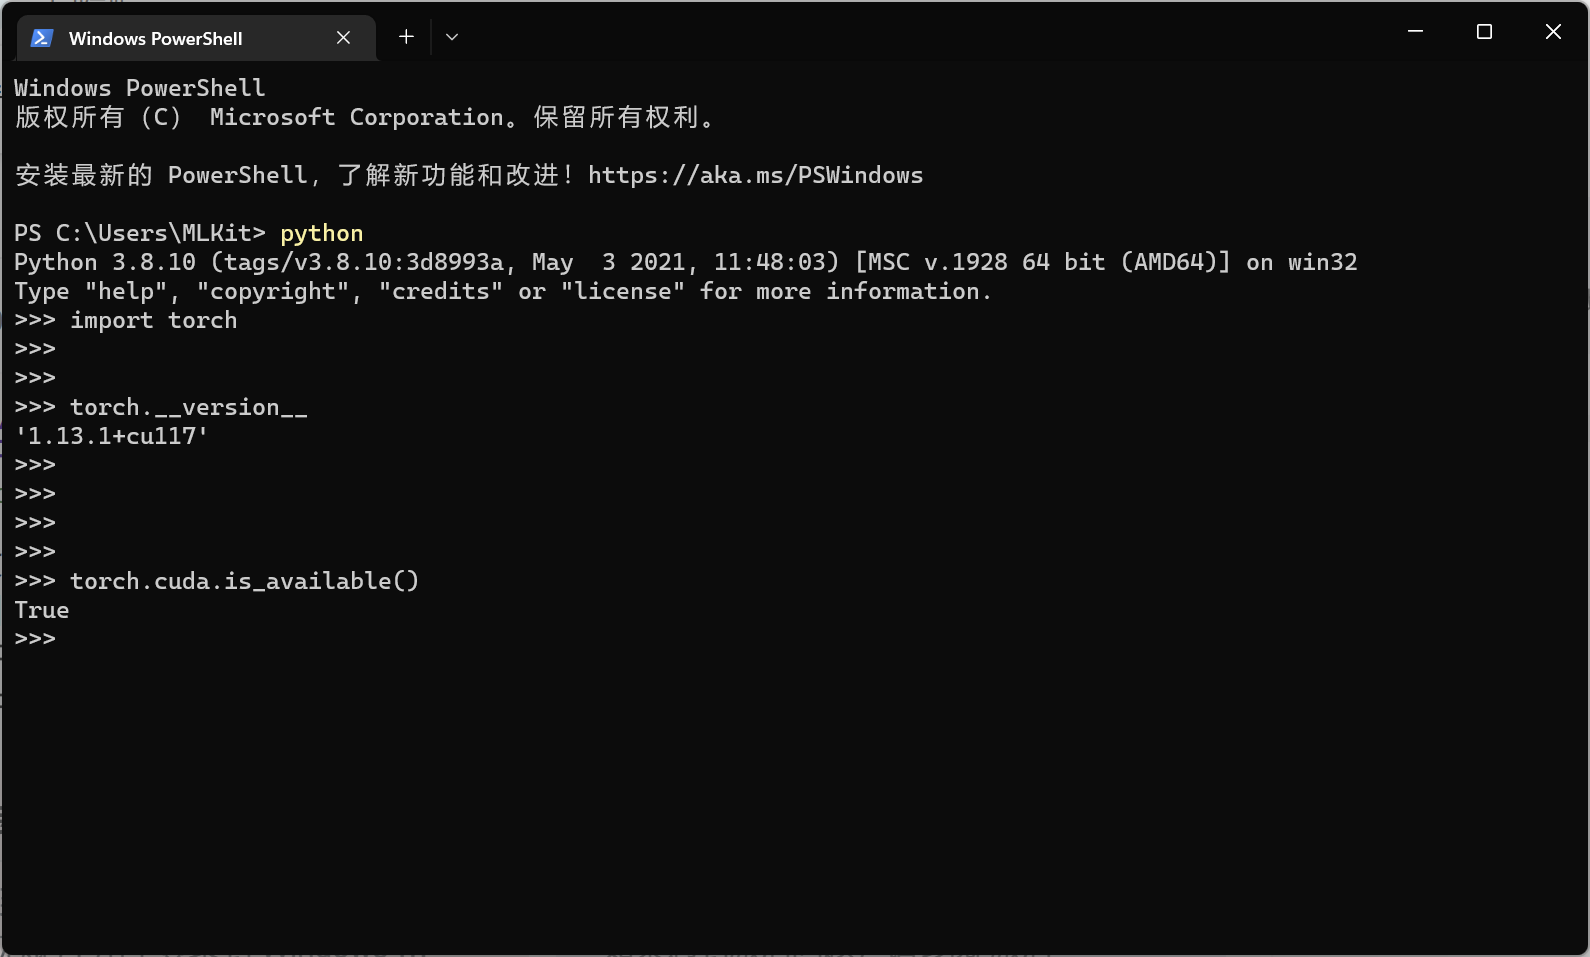 Windows PowerShell
Windows PowerShell
版权所有（C） Microsoft Corporation。保留所有权利。
安装最新的 PowerShell，了解新功能和改进！https://aka.ms/PSWindows
PS C:\Users\MLKit> python
Python 3.8.10 (tags/v3.8.10:3d8993a, May  3 2021, 11:48:03) [MSC v.1928 64 bit (AMD64)] on win32
Type "help", "copyright", "credits" or "license" for more information.
>>> import torch
>>>
>>>
>>> torch.__version__
'1.13.1+cu117'
>>>
>>>
>>>
>>>
>>> torch.cuda.is_available()
True
>>>